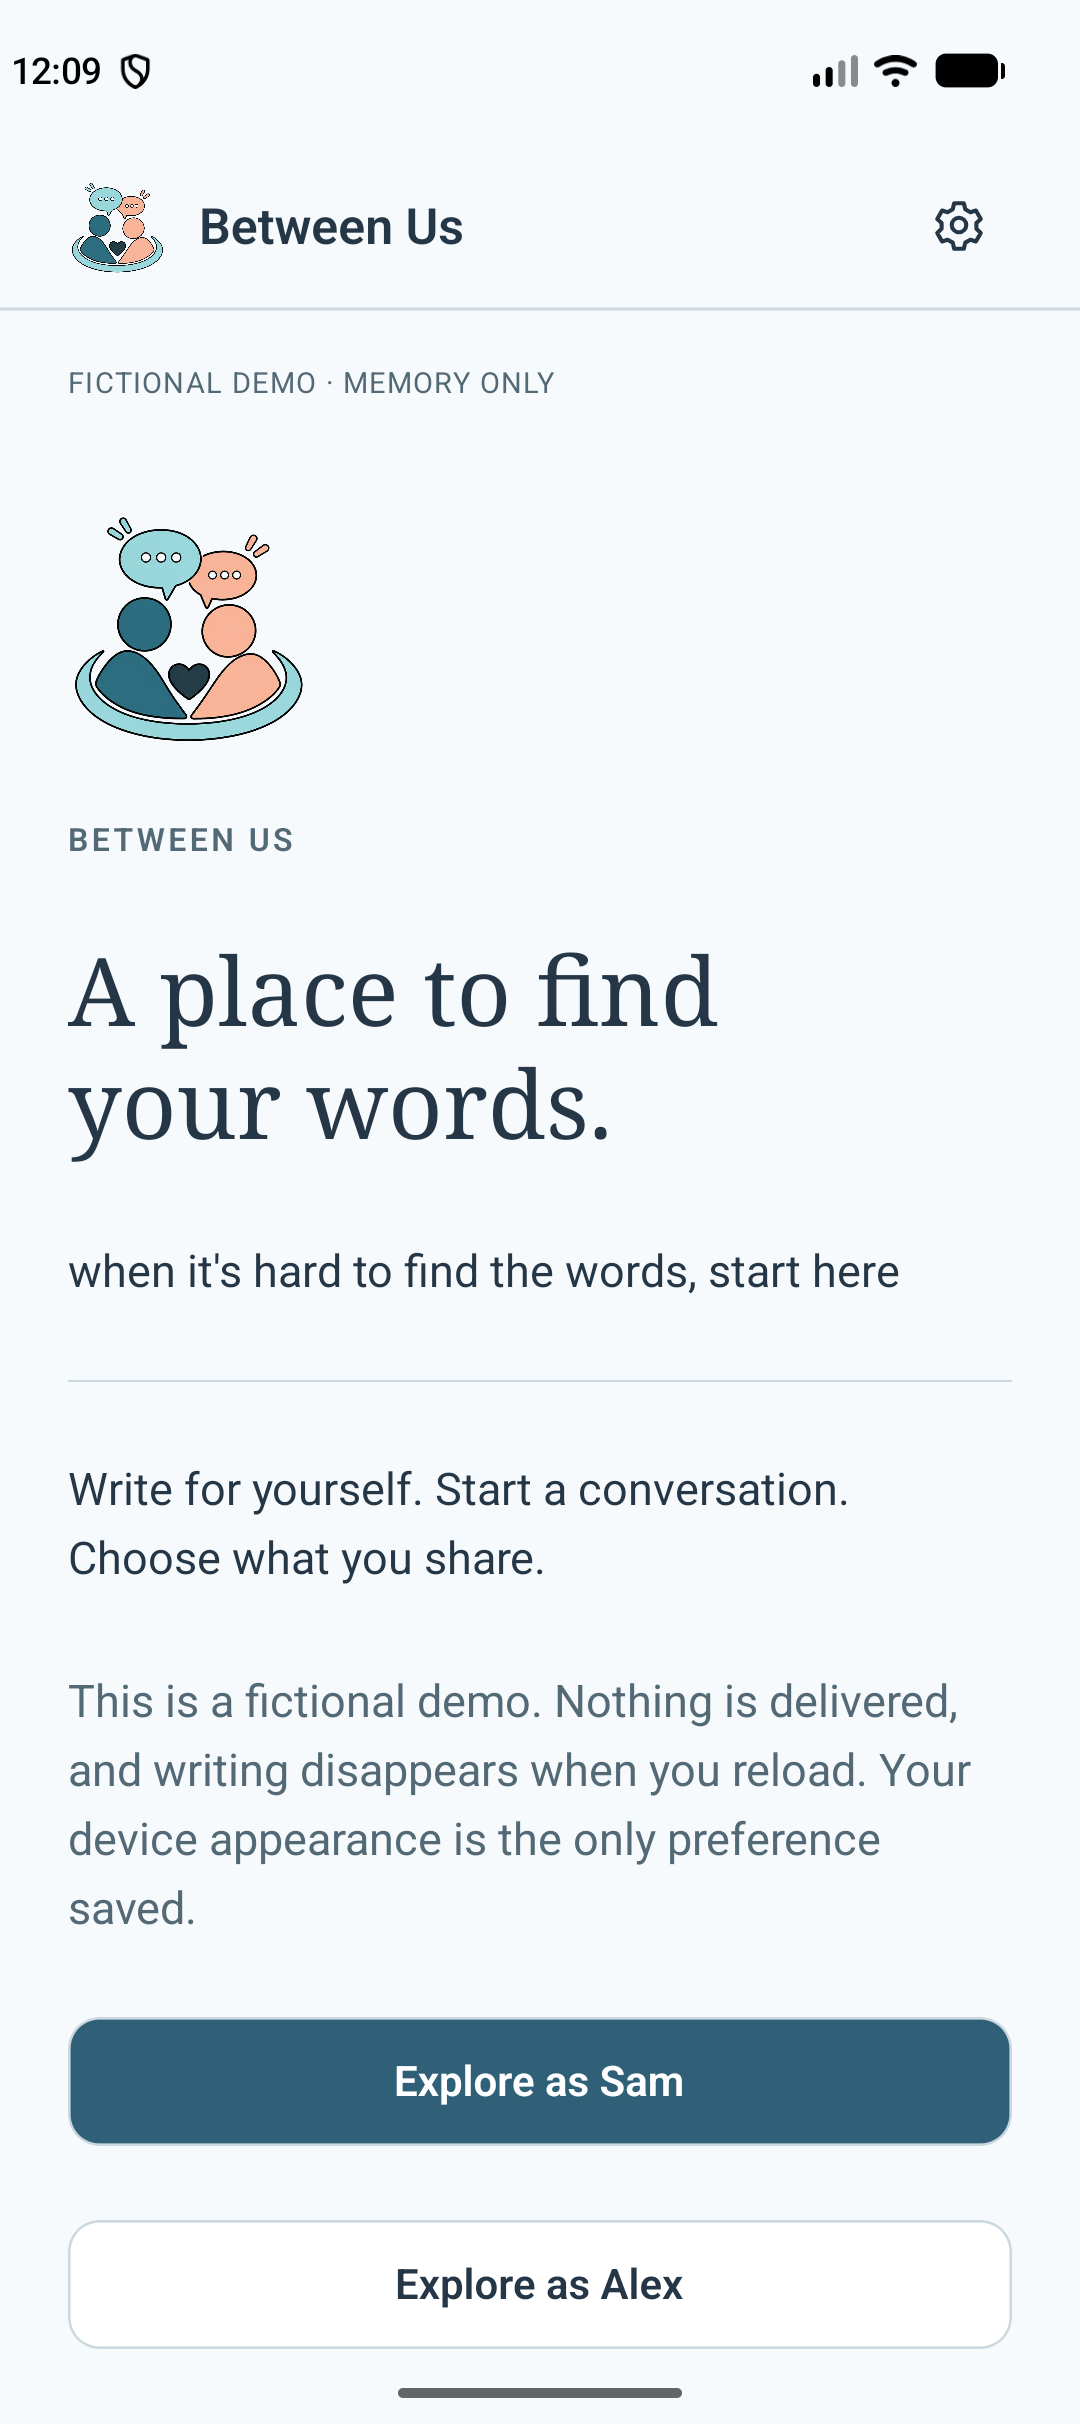 12:09
Between Us
FICTIONAL DEMO · MEMORY ONLY
BETWEEN US
A place to find
your words.
when it's hard to find the words, start here
Write for yourself. Start a conversation.
Choose what you share.
This is a fictional demo. Nothing is delivered,
and writing disappears when you reload. Your
device appearance is the only preference
saved.
Explore as Sam
Explore as Alex